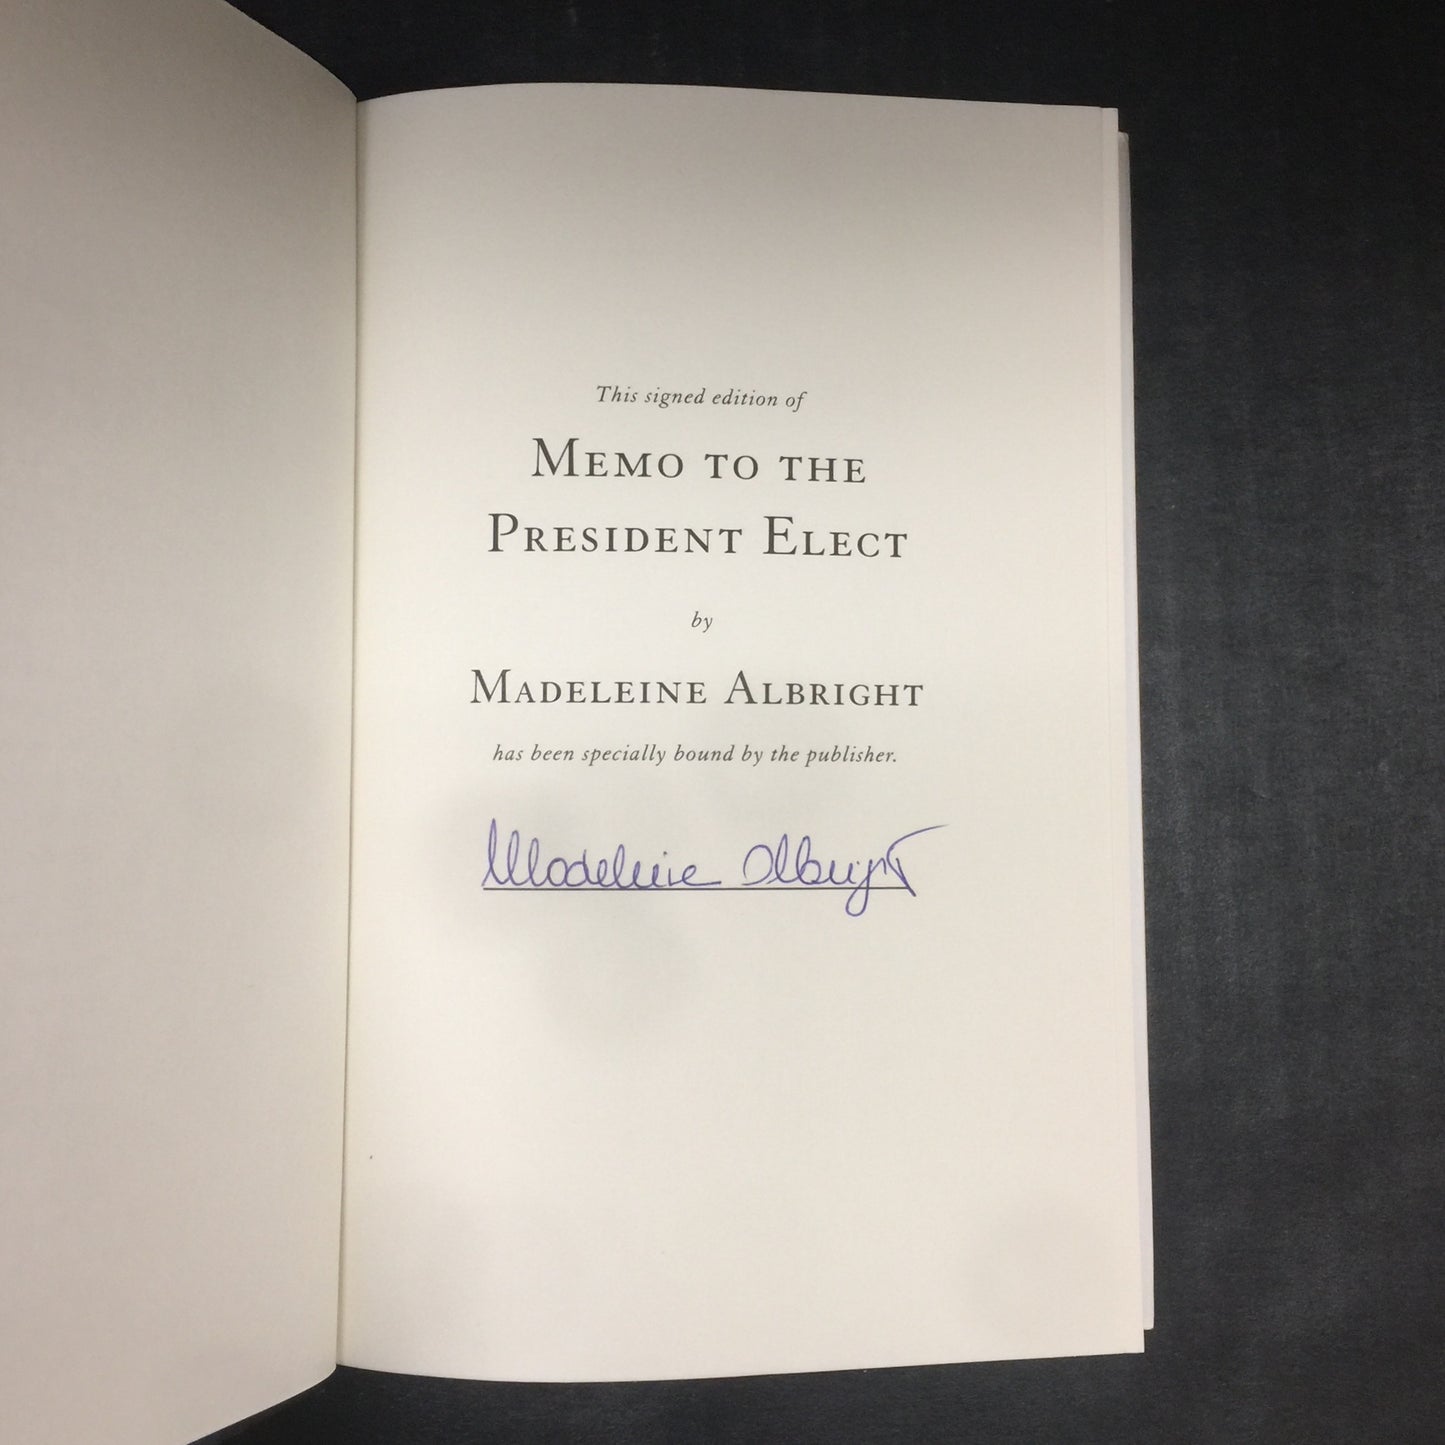 This signed edition of
MEMO TO THE
PRESIDENT ELECT
by
MADELEINE ALBRIGHT
has been specially bound by the publisher.
Madeleine Albright